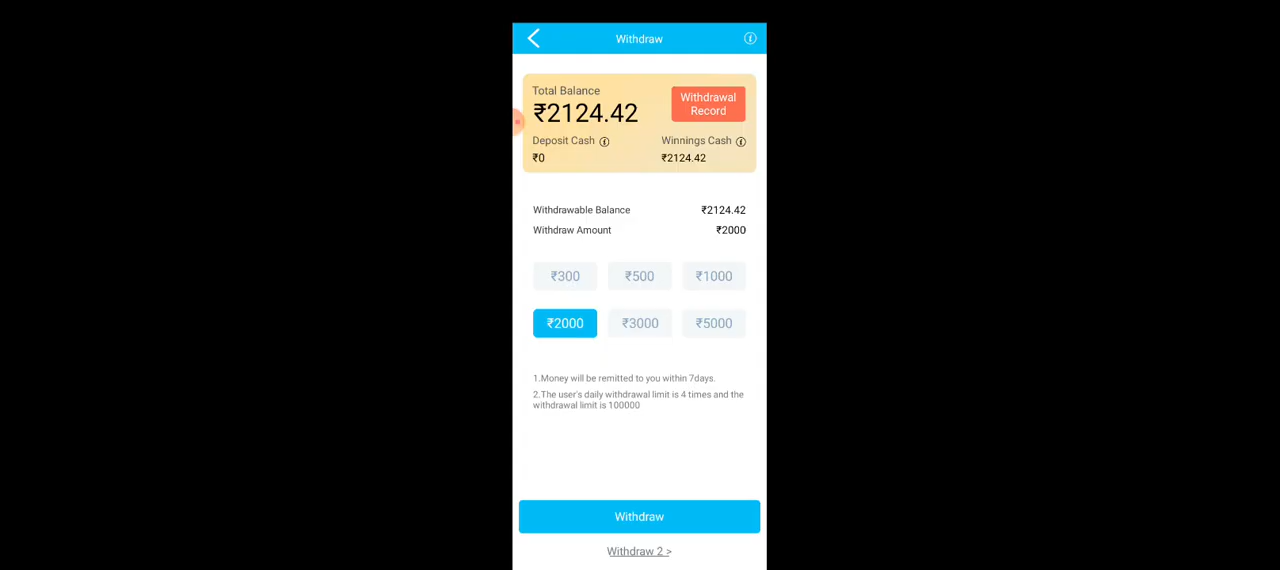 Withdraw
Total Balance
₹2124.42
Withdrawal
Record
Deposit Cash
Winnings Cash
₹0
₹2124.42
Withdrawable Balance
₹2124.42
Withdraw Amount
₹2000
₹300
₹500
₹1000
₹2000
₹3000
₹5000
1.Money will be remitted to you within 7days.
2.The user's daily withdrawal limit is 4 times and the
withdrawal limit is 100000
Withdraw
Withdraw 2 >